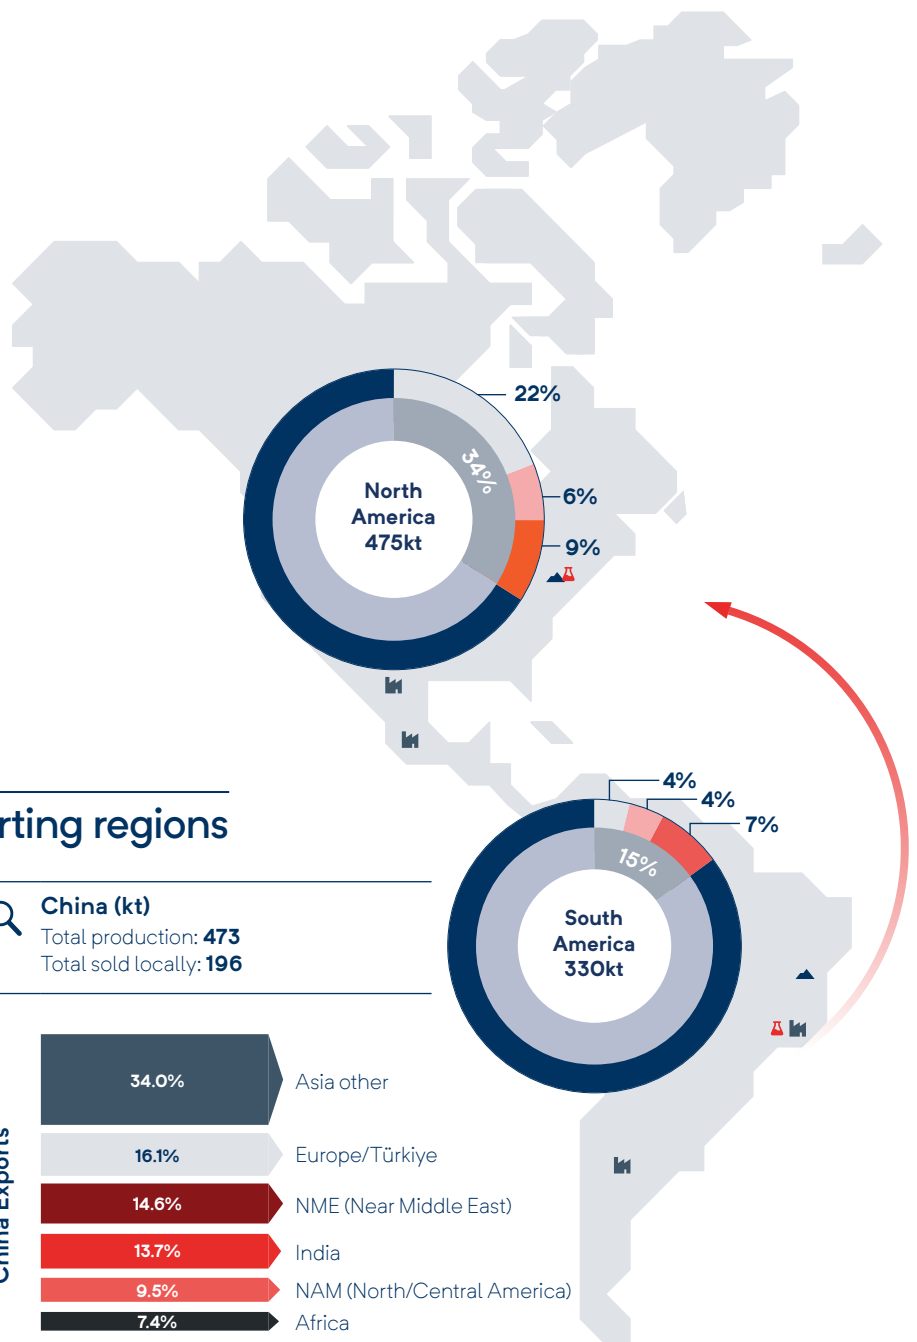 22%
34%
6%
9%
North
America
475kt
4%
4%
7%
15%
South
America
330kt
rting regions
China (kt)
Total production: 473
Total sold locally: 196
China Exports
34.0% Asia other
16.1% Europe/Türkiye
14.6% NME (Near Middle East)
13.7% India
9.5% NAM (North/Central America)
7.4% Africa